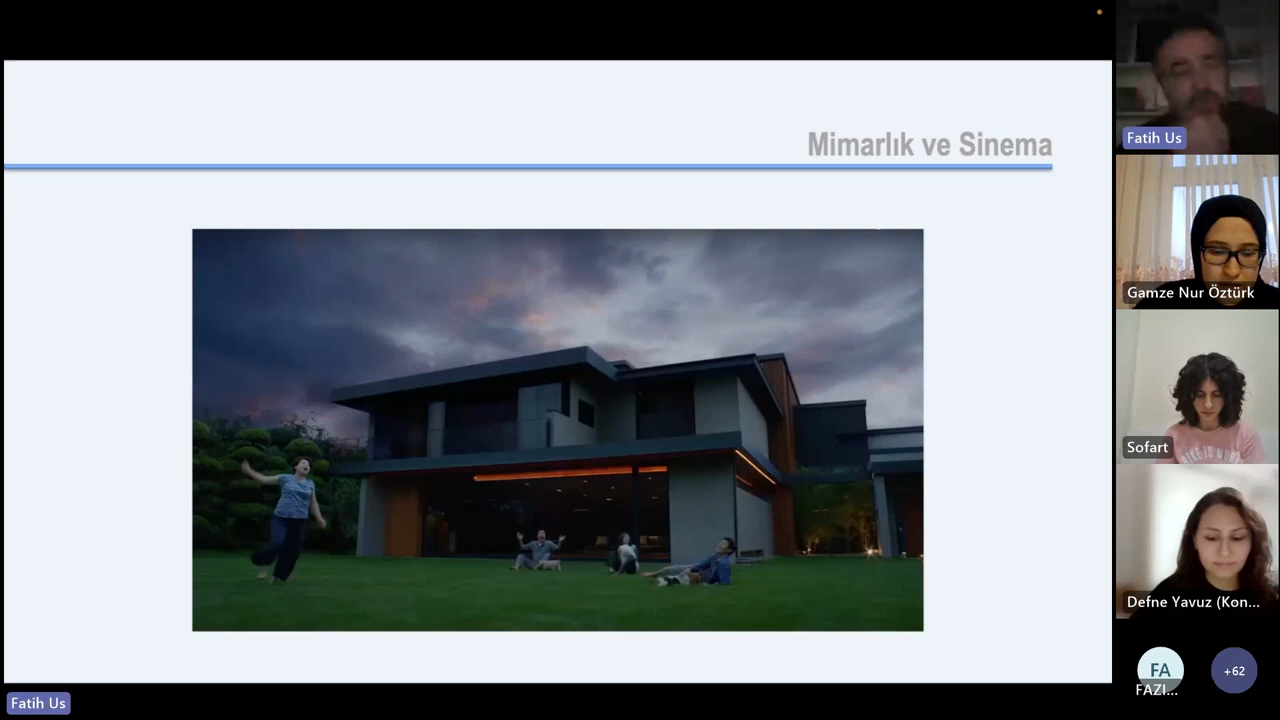 Mimarlık ve Sinema
Fatih Us
Gamze Nur Öztürk
Sofart
Defne Yavuz (Kon...
FA
FAZI...
+62
Fatih Us